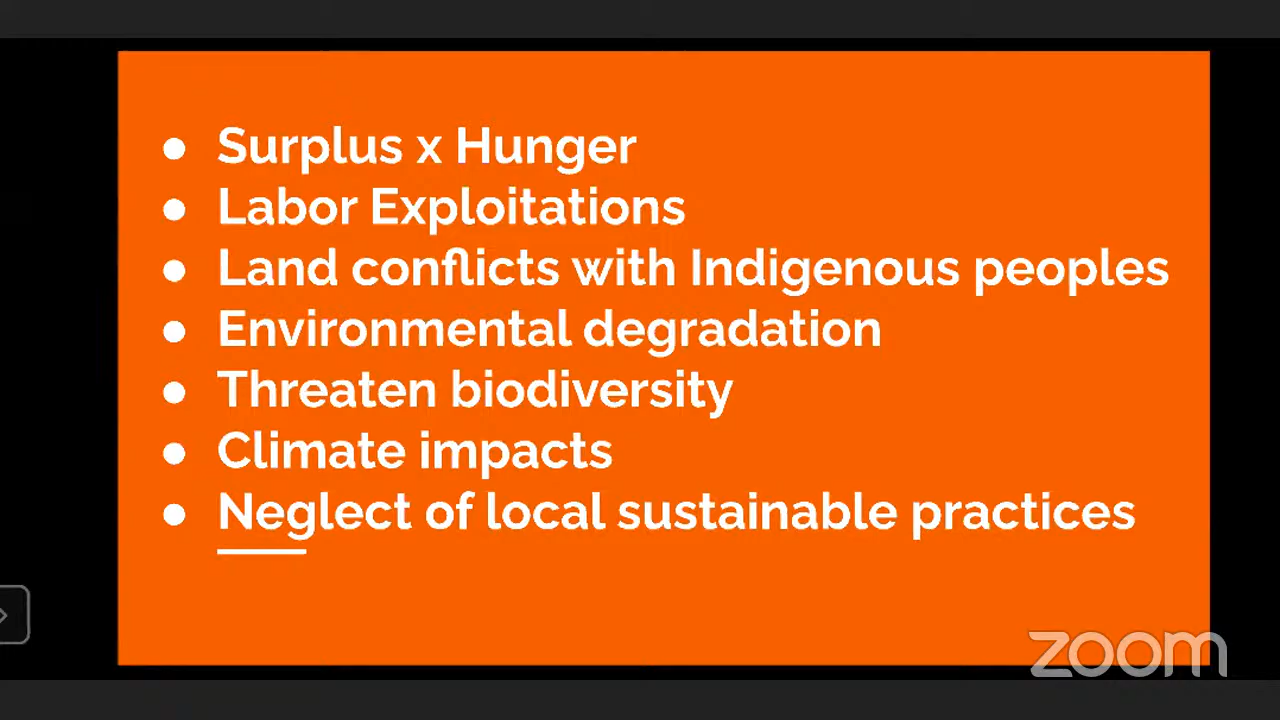 Surplus x Hunger
Labor Exploitations
Land conflicts with Indigenous peoples
Environmental degradation
Threaten biodiversity
Climate impacts
Neglect of local sustainable practices
zoom